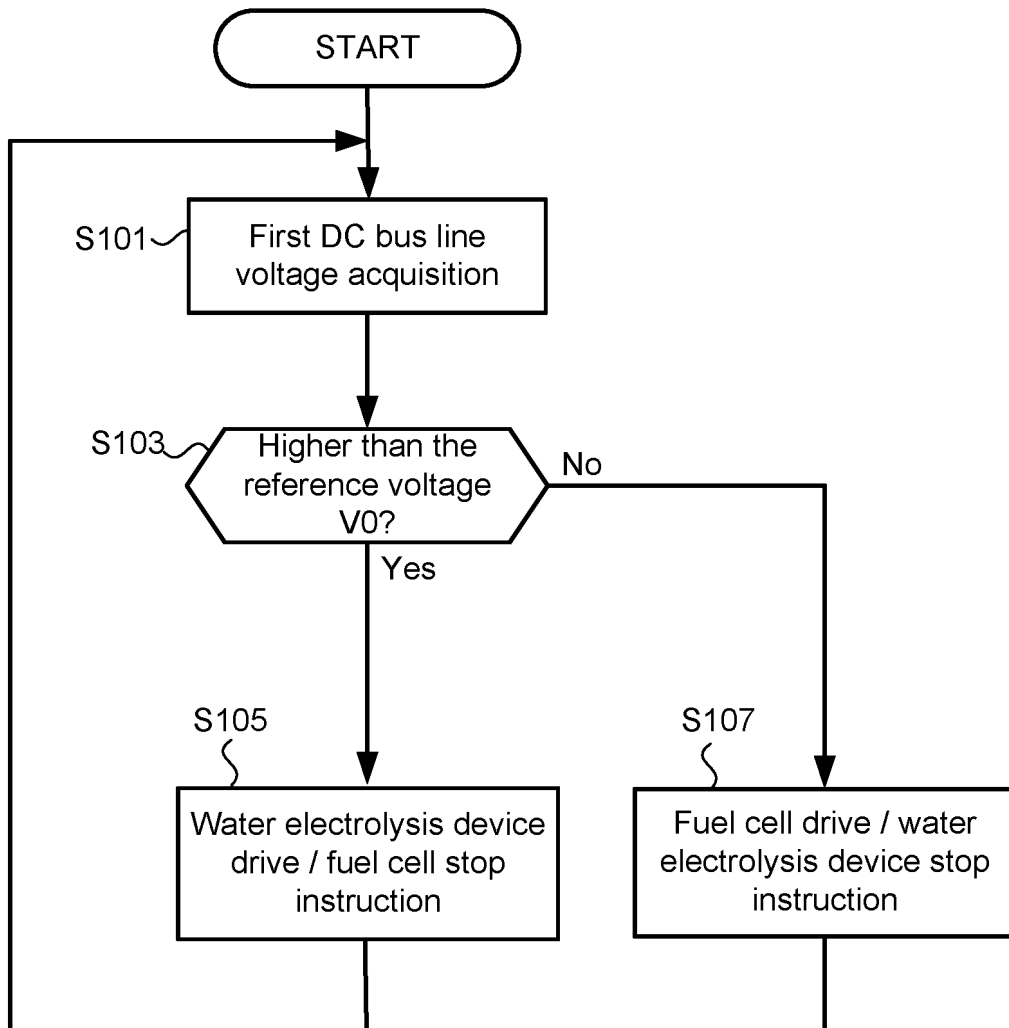 START
S101
First DC bus line
voltage acquisition
S103
Higher than the
reference voltage
V0?
No
Yes
S105
Water electrolysis device
drive / fuel cell stop
instruction
S107
Fuel cell drive / water
electrolysis device stop
instruction